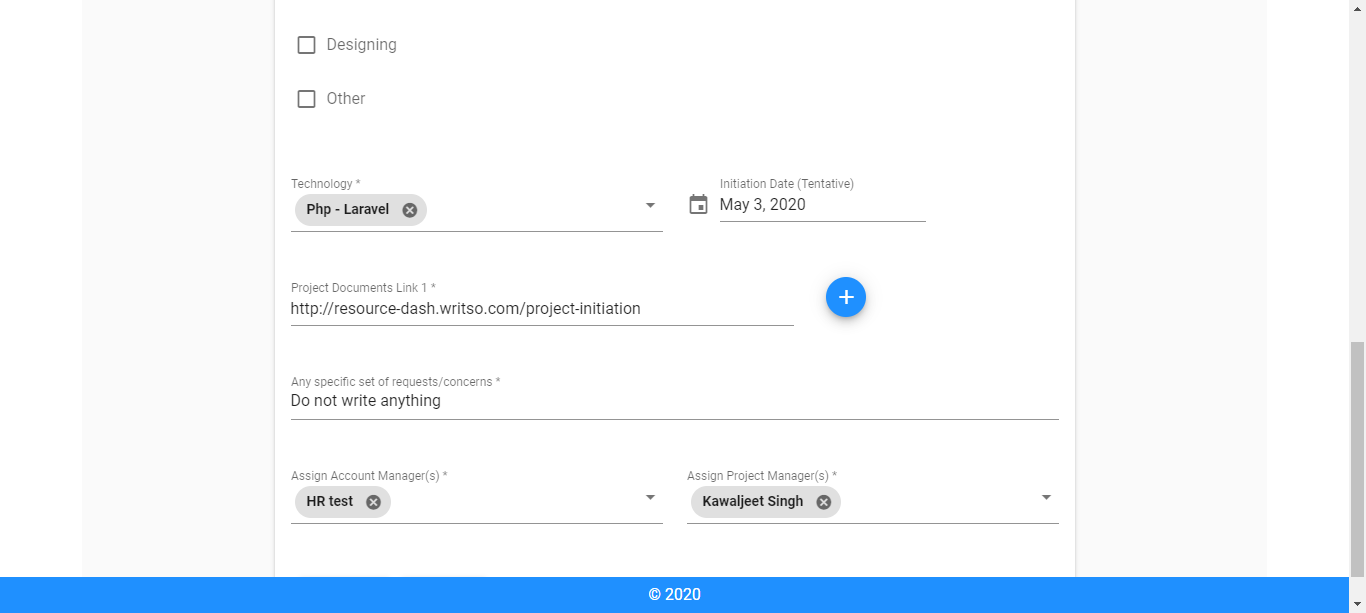 Designing
Other
Technology *
Php - Laravel
Initiation Date (Tentative)
May 3, 2020
Project Documents Link 1 *
http://resource-dash.writso.com/project-initiation
Any specific set of requests/concerns *
Do not write anything
Assign Account Manager(s) *
HR test
Assign Project Manager(s) *
Kawaljeet Singh
© 2020